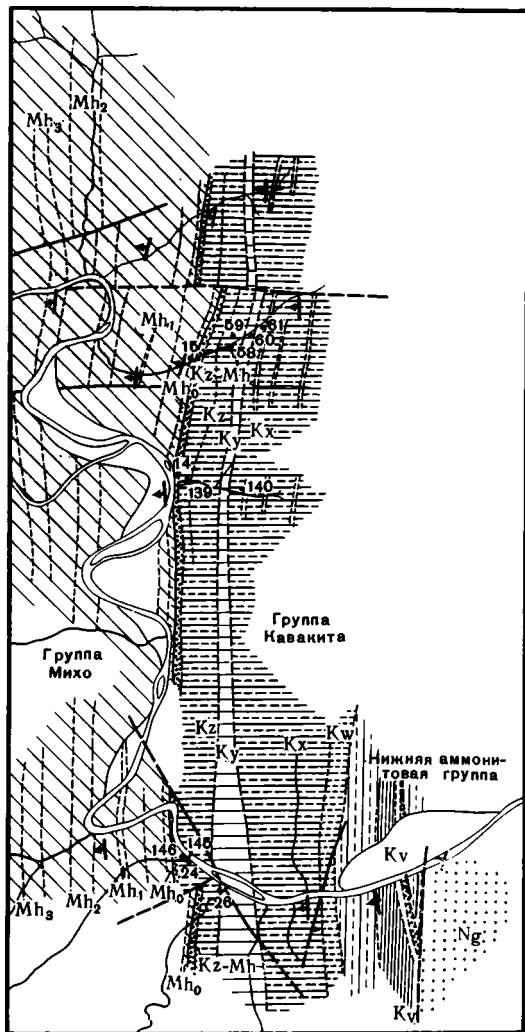 Mh₂
Mh₃
Mh₁
59
61
60
58
15
Kz-Mh
Mh₀
Kz
Kx
Ky
14
139
140
Группа
Кавакита
Группа
Михо
Kz
Ky
Kx
Kw
Нижняя аммони-
товая группа
Kv
146
145
24
Mh₃
Mh₂
Mh₁
Mh₀
26
Ng
Kz-Mh
Mh₀
Kv